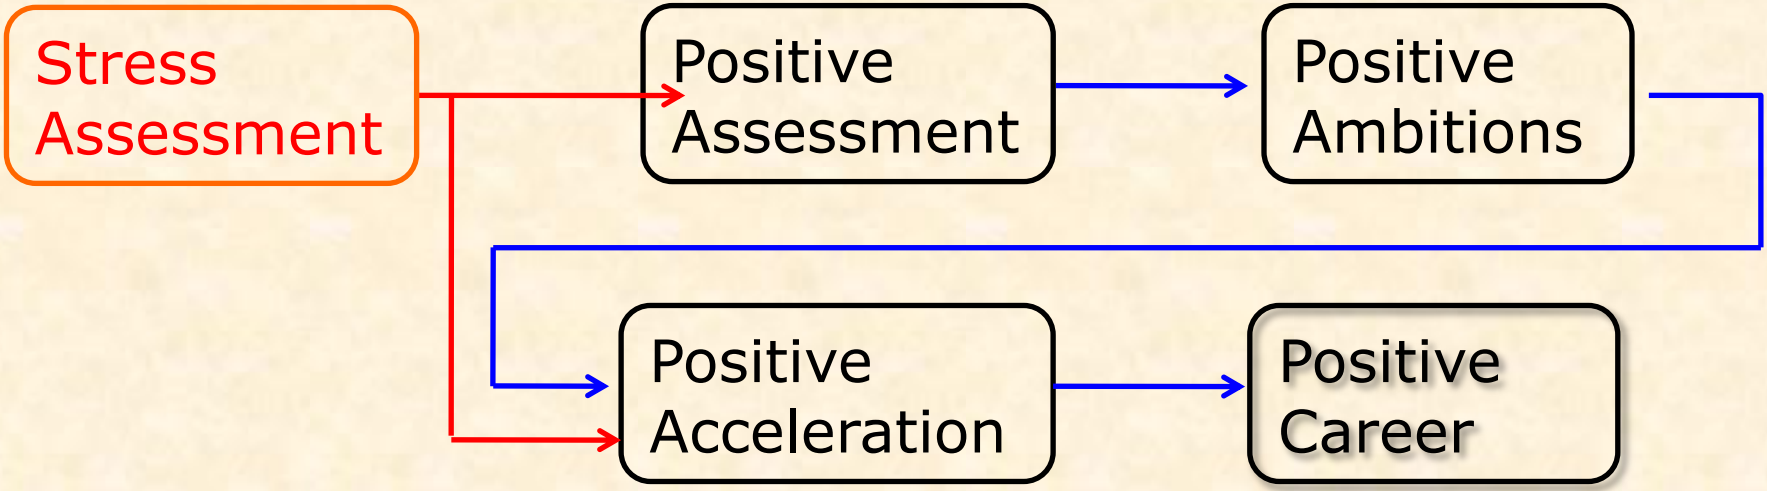 Stress
Assessment
Positive
Assessment
Positive
Ambitions
Positive
Acceleration
Positive
Career